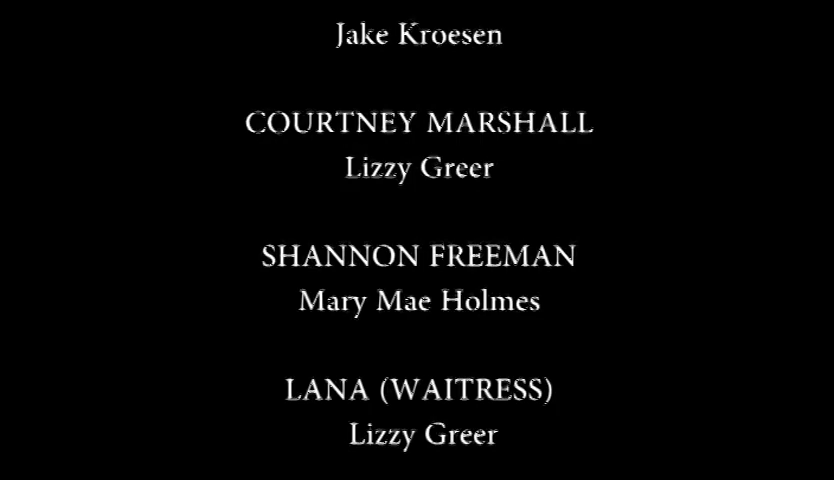 Jake Kroesen
COURTNEY MARSHALL
Lizzy Greer
SHANNON FREEMAN
Mary Mae Holmes
LANA (WAITRESS)
Lizzy Greer